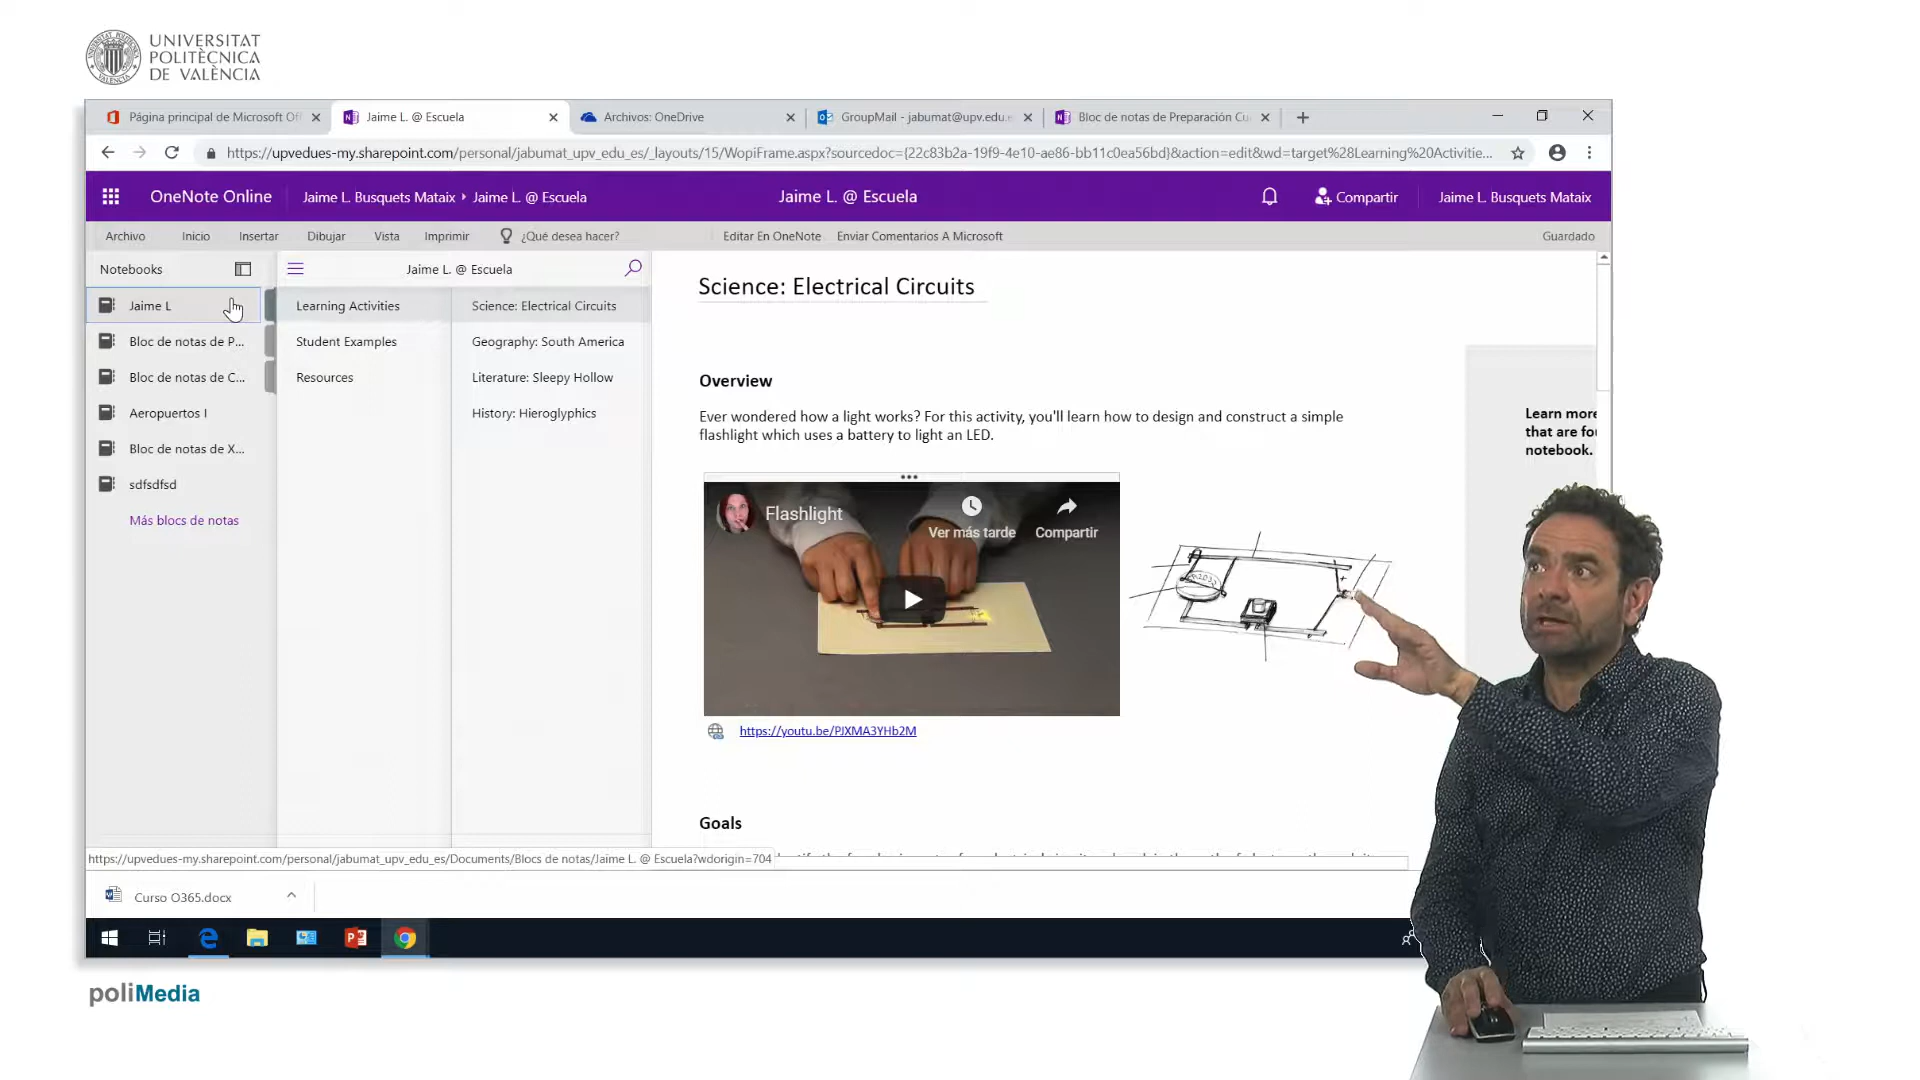 UNIVERSITAT
POLITÈCNICA
DE VALÈNCIA
Página principal de Microsoft Off
Jaime L. @ Escuela
Archivos: OneDrive
GroupMail - jabumat@upv.edu.e
Bloc de notas de Preparación Cu
https://upvedues-my.sharepoint.com/personal/jabumat_upv_edu_es/_layouts/15/WopiFrame.aspx?sourcedoc={22c83b2a-19f9-4e10-ae86-bb11c0ea56bd}&action=edit&wd=target%28Learning%20Activitie...
OneNote Online
Jaime L. Busquets Mataix
Jaime L. @ Escuela
Jaime L. @ Escuela
Compartir
Jaime L. Busquets Mataix
Archivo
Inicio
Insertar
Dibujar
Vista
Imprimir
¿Qué desea hacer?
Editar En OneNote
Enviar Comentarios A Microsoft
Guardado
Notebooks
Jaime L
Bloc de notas de P...
Bloc de notas de C...
Aeropuertos I
Bloc de notas de X...
sdfsdfsd
Más blocs de notas
Jaime L. @ Escuela
Learning Activities
Student Examples
Resources
Science: Electrical Circuits
Geography: South America
Literature: Sleepy Hollow
History: Hieroglyphics
Science: Electrical Circuits
Overview
Ever wondered how a light works? For this activity, you'll learn how to design and construct a simple
flashlight which uses a battery to light an LED.
Learn more
that are fou
notebook.
Flashlight
Ver más tarde
Compartir
https://youtu.be/PJXMA3YHb2M
Goals
https://upvedues-my.sharepoint.com/personal/jabumat_upv_edu_es/Documents/Blocs de notas/Jaime L. @ Escuela?wdorigin=704
Curso O365.docx
poliMedia